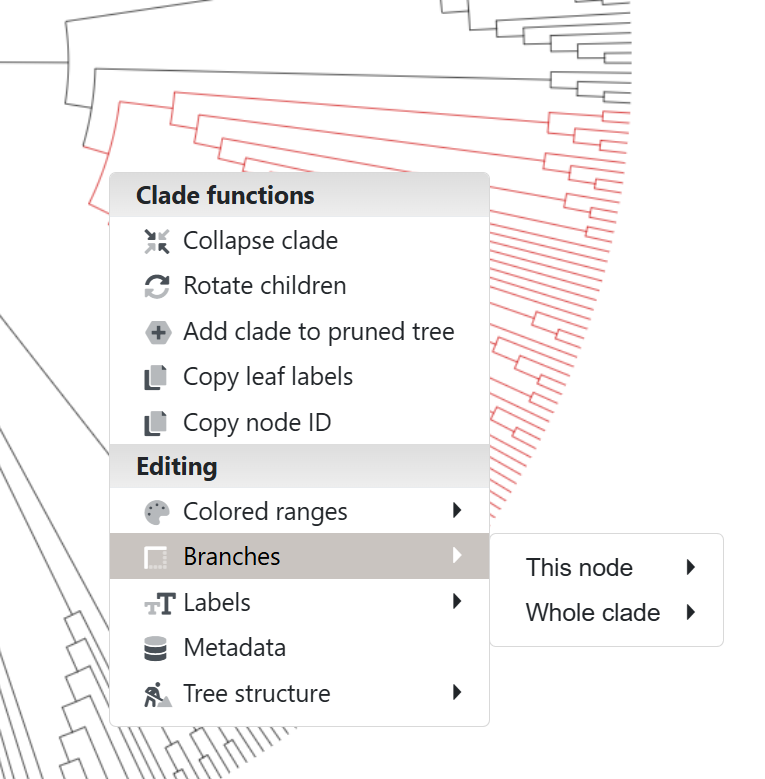 Clade functions
Collapse clade
Rotate children
Add clade to pruned tree
Copy leaf labels
Copy node ID
Editing
Colored ranges
Branches
This node
Whole clade
Labels
Metadata
Tree structure